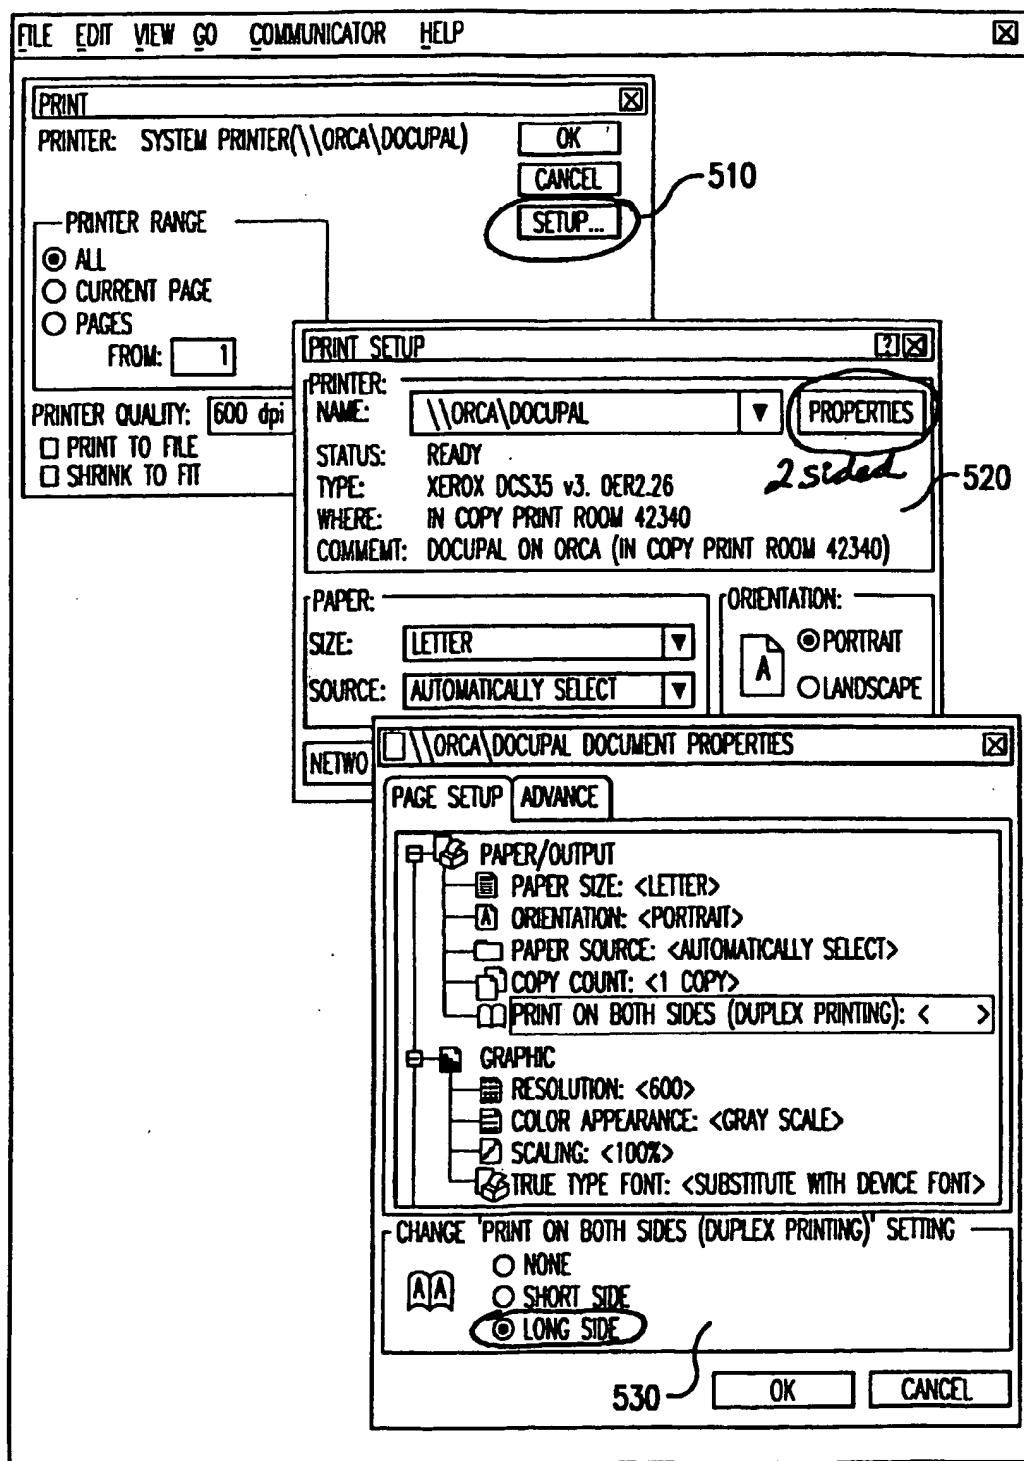 FILE EDIT VIEW GO COMMUNICATOR HELP
PRINT
PRINTER: SYSTEM PRINTER(\\ORCA\DOCUPAL)
OK
CANCEL
SETUP...
510
PRINTER RANGE
ALL
CURRENT PAGE
PAGES
FROM: 1
PRINTER QUALITY: 600 dpi
PRINT TO FILE
SHRINK TO FIT
PRINT SETUP
?
PRINTER:
NAME: \\ORCA\DOCUPAL
PROPERTIES
2 sided
520
STATUS: READY
TYPE: XEROX DCS35 v3. 0ER2.26
WHERE: IN COPY PRINT ROOM 42340
COMMEMT: DOCUPAL ON ORCA (IN COPY PRINT ROOM 42340)
PAPER:
SIZE: LETTER
SOURCE: AUTOMATICALLY SELECT
ORIENTATION:
A
PORTRAIT
LANDSCAPE
NETWO
\\ORCA\DOCUPAL DOCUMENT PROPERTIES
PAGE SETUP ADVANCE
PAPER/OUTPUT
PAPER SIZE: <LETTER>
A ORIENTATION: <PORTRAIT>
PAPER SOURCE: <AUTOMATICALLY SELECT>
COPY COUNT: <1 COPY>
PRINT ON BOTH SIDES (DUPLEX PRINTING): < >
GRAPHIC
RESOLUTION: <600>
COLOR APPEARANCE: <GRAY SCALE>
SCALING: <100%>
TRUE TYPE FONT: <SUBSTITUTE WITH DEVICE FONT>
CHANGE 'PRINT ON BOTH SIDES (DUPLEX PRINTING)' SETTING
A A
NONE
SHORT SIDE
LONG SIDE
530
OK
CANCEL